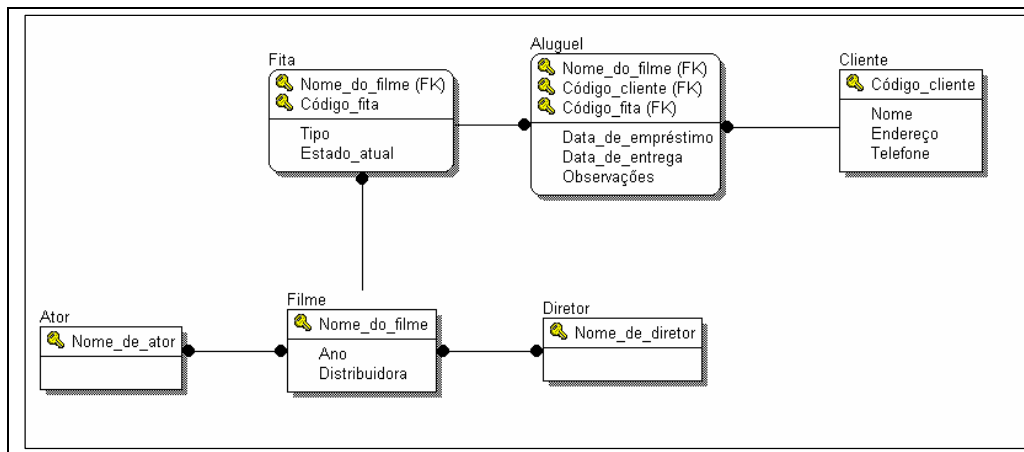 Fita
Nome_do_filme (FK)
Código_fita
Tipo
Estado_atual
Aluguel
Nome_do_filme (FK)
Código_cliente (FK)
Código_fita (FK)
Data_de_empréstimo
Data_de_entrega
Observações
Cliente
Código_cliente
Nome
Endereço
Telefone
Ator
Nome_de_ator
Filme
Nome_do_filme
Ano
Distribuidora
Diretor
Nome_de_diretor